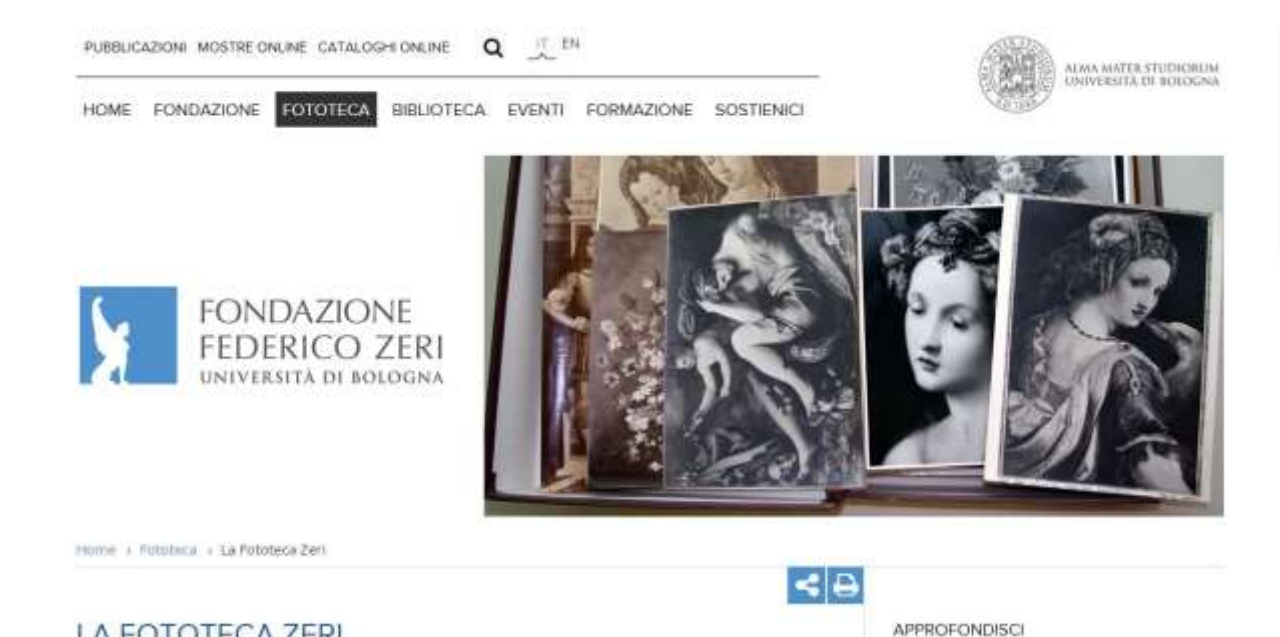 PUBBLICAZIONI MOSTRE ONLINE CATALOGHI ONLINE IT EN
ALMA MATER STUDIORUM
UNIVERSITÀ DI BOLOGNA
HOME FONDAZIONE FOTOTECA BIBLIOTECA EVENTI FORMAZIONE SOSTIENICI
FONDAZIONE
FEDERICO ZERI
UNIVERSITÀ DI BOLOGNA
Home › Fototeca › La Fototeca Zeri
LA FOTOTECA ZERI
APPROFONDISCI